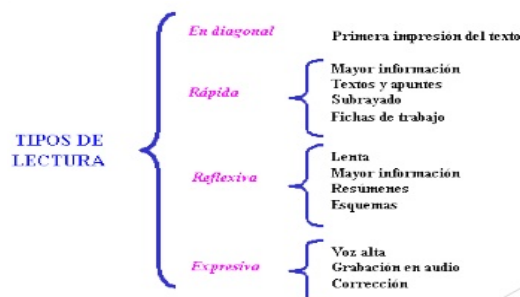 TIPOS DE
LECTURA
En diagonal
Primera impresion del texto
Rápida
Mayor información
Textos y apuntes
Subrayado
Fichas de trabajo
Reflexiva
Lenta
Mayor información
Resúmenes
Esquemas
Expresiva
Voz alta
Grabación en audio
Corrección